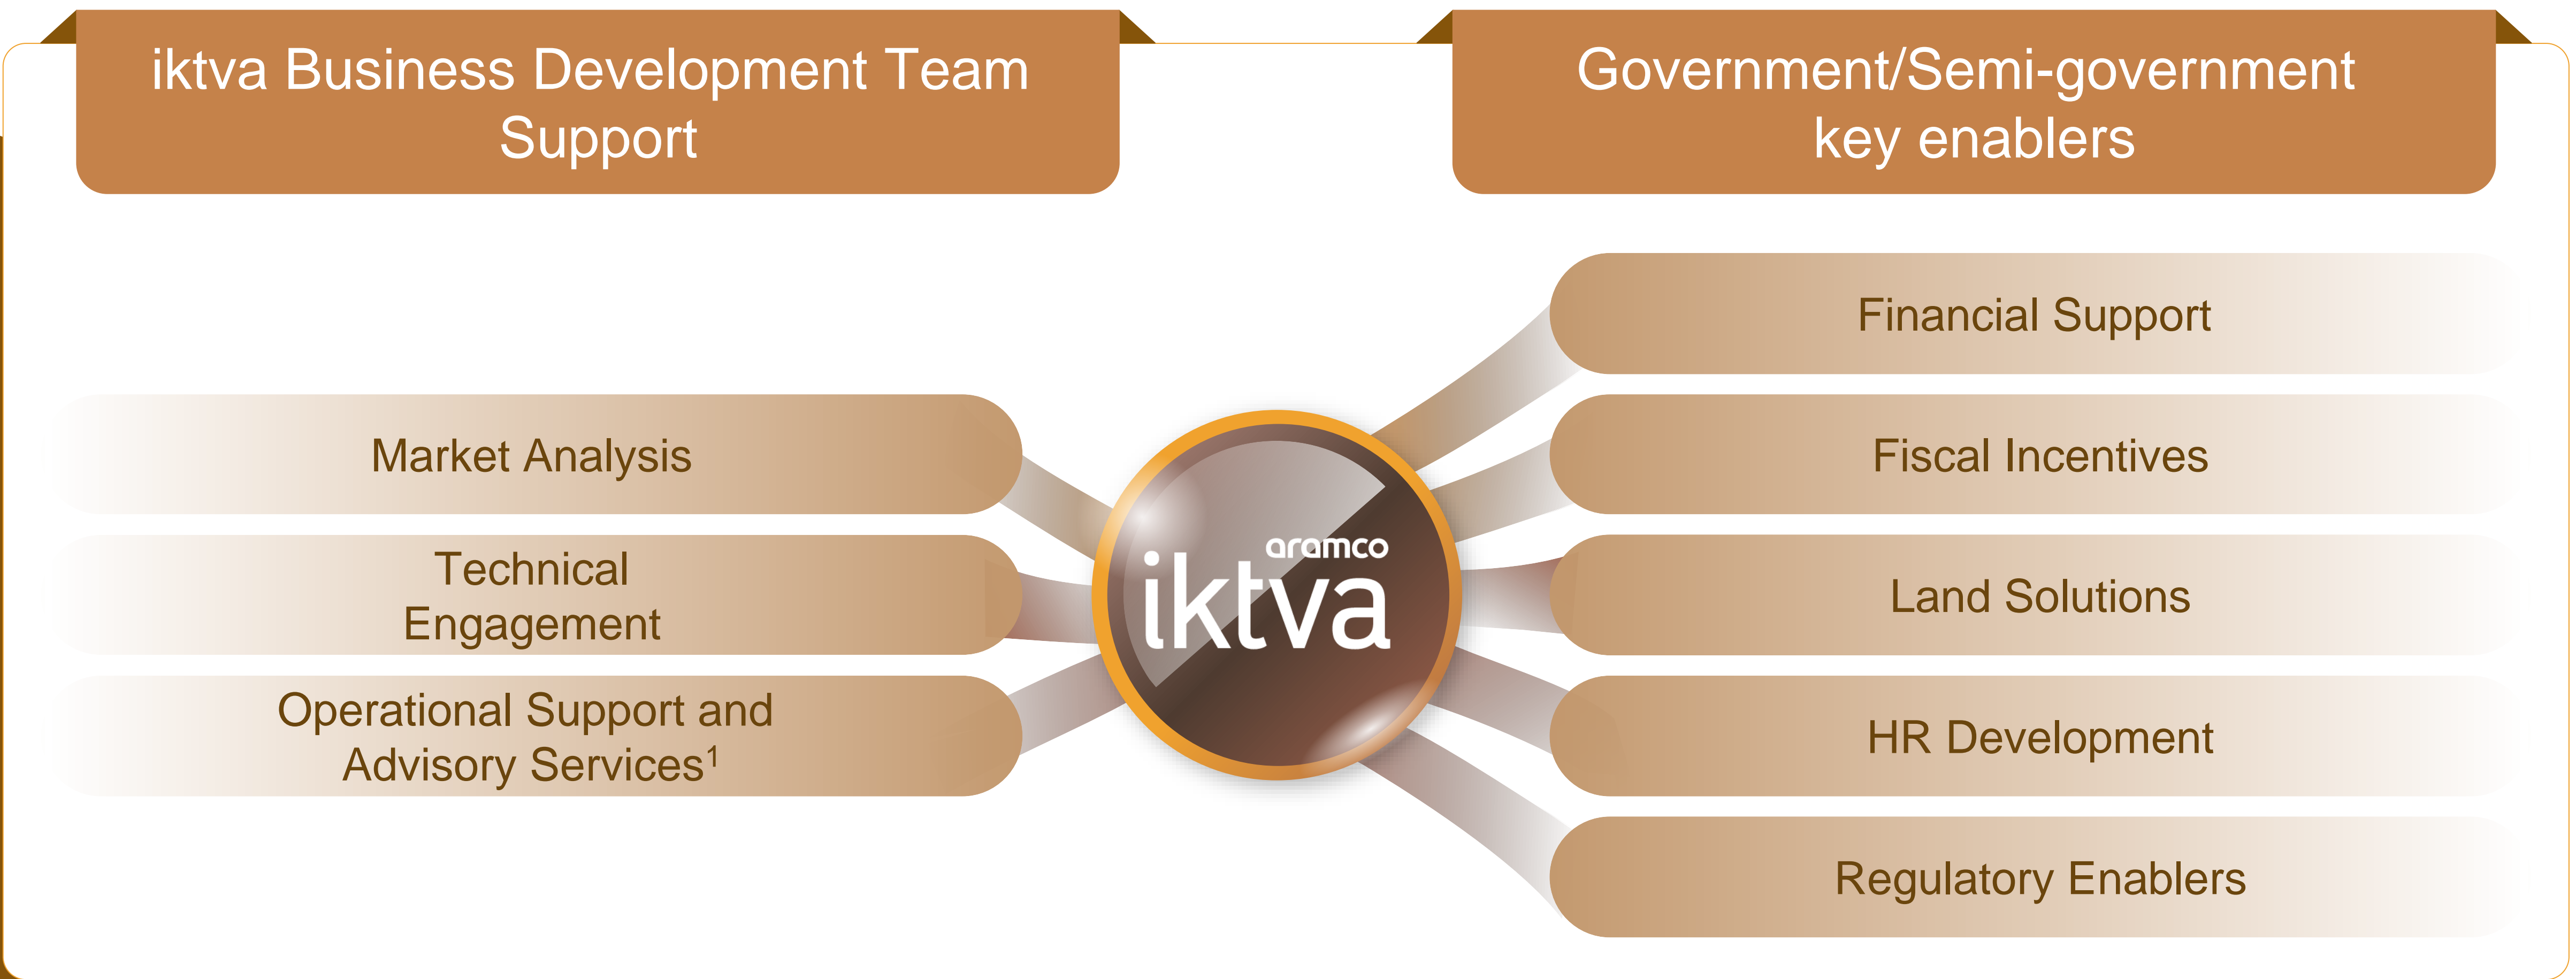 iktva Business Development Team
Support
Government/Semi-government
key enablers
Market Analysis
Technical
Engagement
Operational Support and
Advisory Services¹
aramco
iktva
Financial Support
Fiscal Incentives
Land Solutions
HR Development
Regulatory Enablers